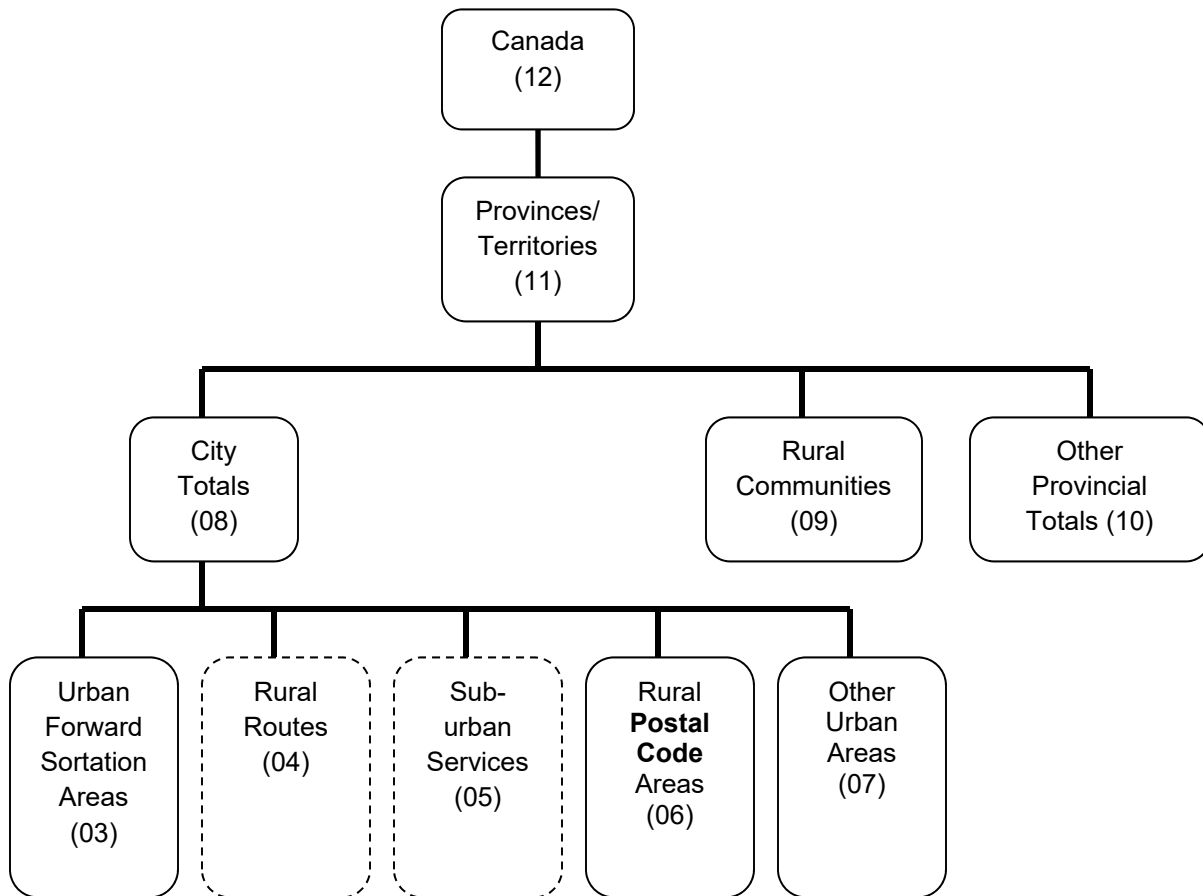 Canada
(12)
Provinces/
Territories
(11)
City
Totals
(08)
Rural
Communities
(09)
Other
Provincial
Totals (10)
Urban
Forward
Sortation
Areas
(03)
Rural
Routes
(04)
Sub-
urban
Services
(05)
Rural
Postal
Code
Areas
(06)
Other
Urban
Areas
(07)